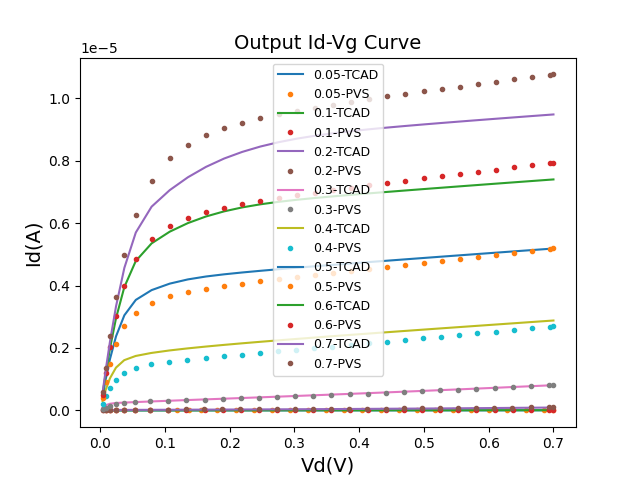 Output Id-Vg Curve
1e−5
1.0
0.8
0.6
0.4
0.2
0.0
Id(A)
0.05-TCAD
0.05-PVS
0.1-TCAD
0.1-PVS
0.2-TCAD
0.2-PVS
0.3-TCAD
0.3-PVS
0.4-TCAD
0.4-PVS
0.5-TCAD
0.5-PVS
0.6-TCAD
0.6-PVS
0.7-TCAD
0.7-PVS
0.0 0.1 0.2 0.3 0.4 0.5 0.6 0.7
Vd(V)